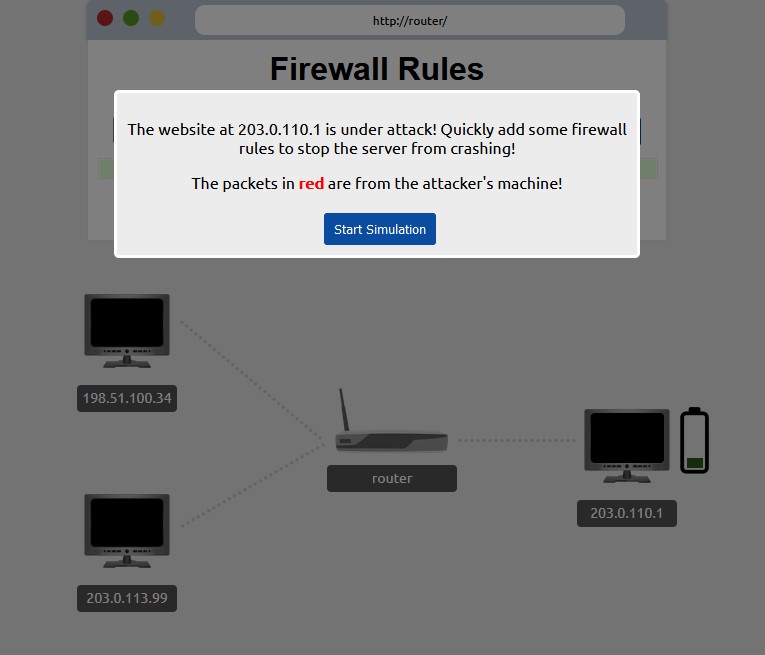 http://router/
Firewall Rules
The website at 203.0.110.1 is under attack! Quickly add some firewall
rules to stop the server from crashing!
The packets in red are from the attacker's machine!
Start Simulation
198.51.100.34
router
203.0.110.1
203.0.113.99